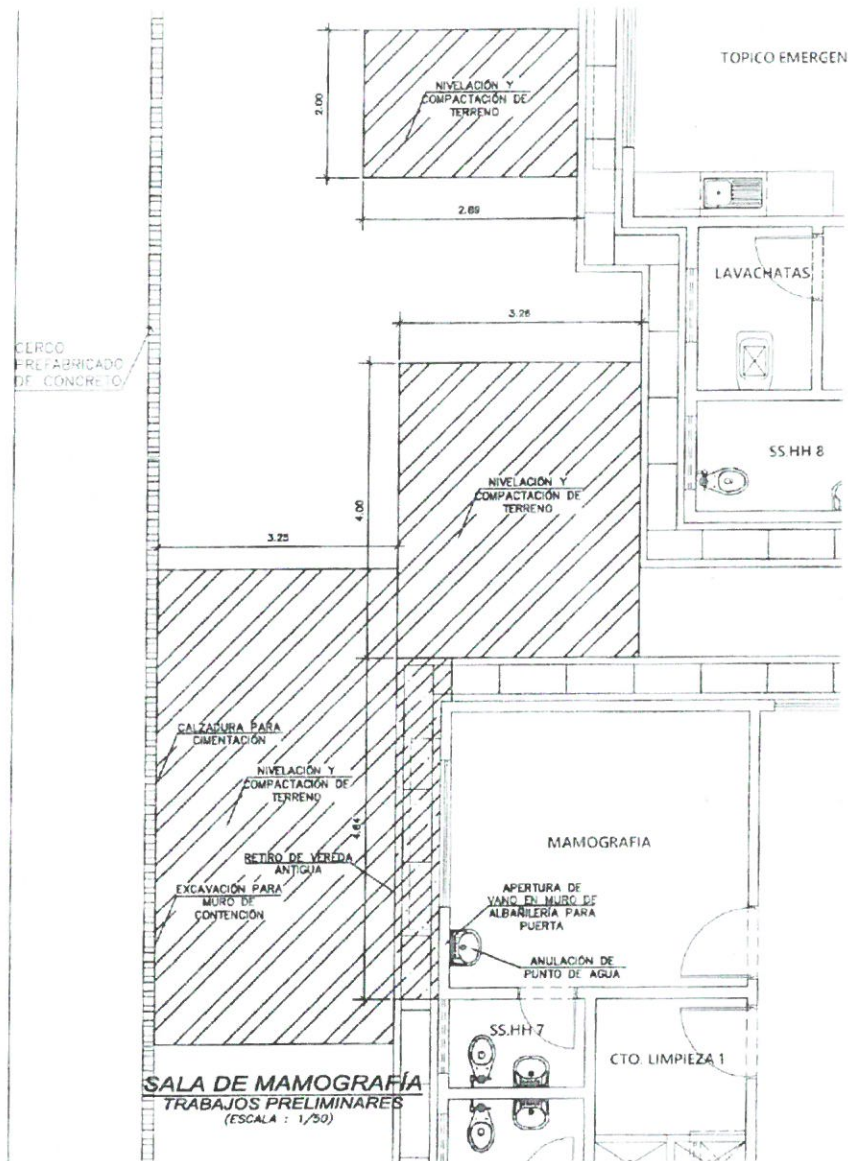 TOPICO EMERGEN
NIVELACIÓN Y
COMPACTACIÓN DE
TERRENO
2.00
2.69
LAVACHATAS
3.26
CERCO
PREFABRICADO
DE CONCRETO
SS.HH 8
NIVELACIÓN Y
COMPACTACIÓN DE
TERRENO
4.00
3.25
CALZADURA PARA
CIMENTACIÓN
NIVELACIÓN Y
COMPACTACIÓN DE
TERRENO
4.64
MAMOGRAFIA
RETIRO DE VEREDA
ANTIGUA
EXCAVACIÓN PARA
MURO DE
CONTENCIÓN
APERTURA DE
VANO EN MURO DE
ALBAÑILERÍA PARA
PUERTA
ANULACIÓN DE
PUNTO DE AGUA
SS.HH 7
CTO. LIMPIEZA 1
SALA DE MAMOGRAFÍA
TRABAJOS PRELIMINARES
(ESCALA : 1/50)